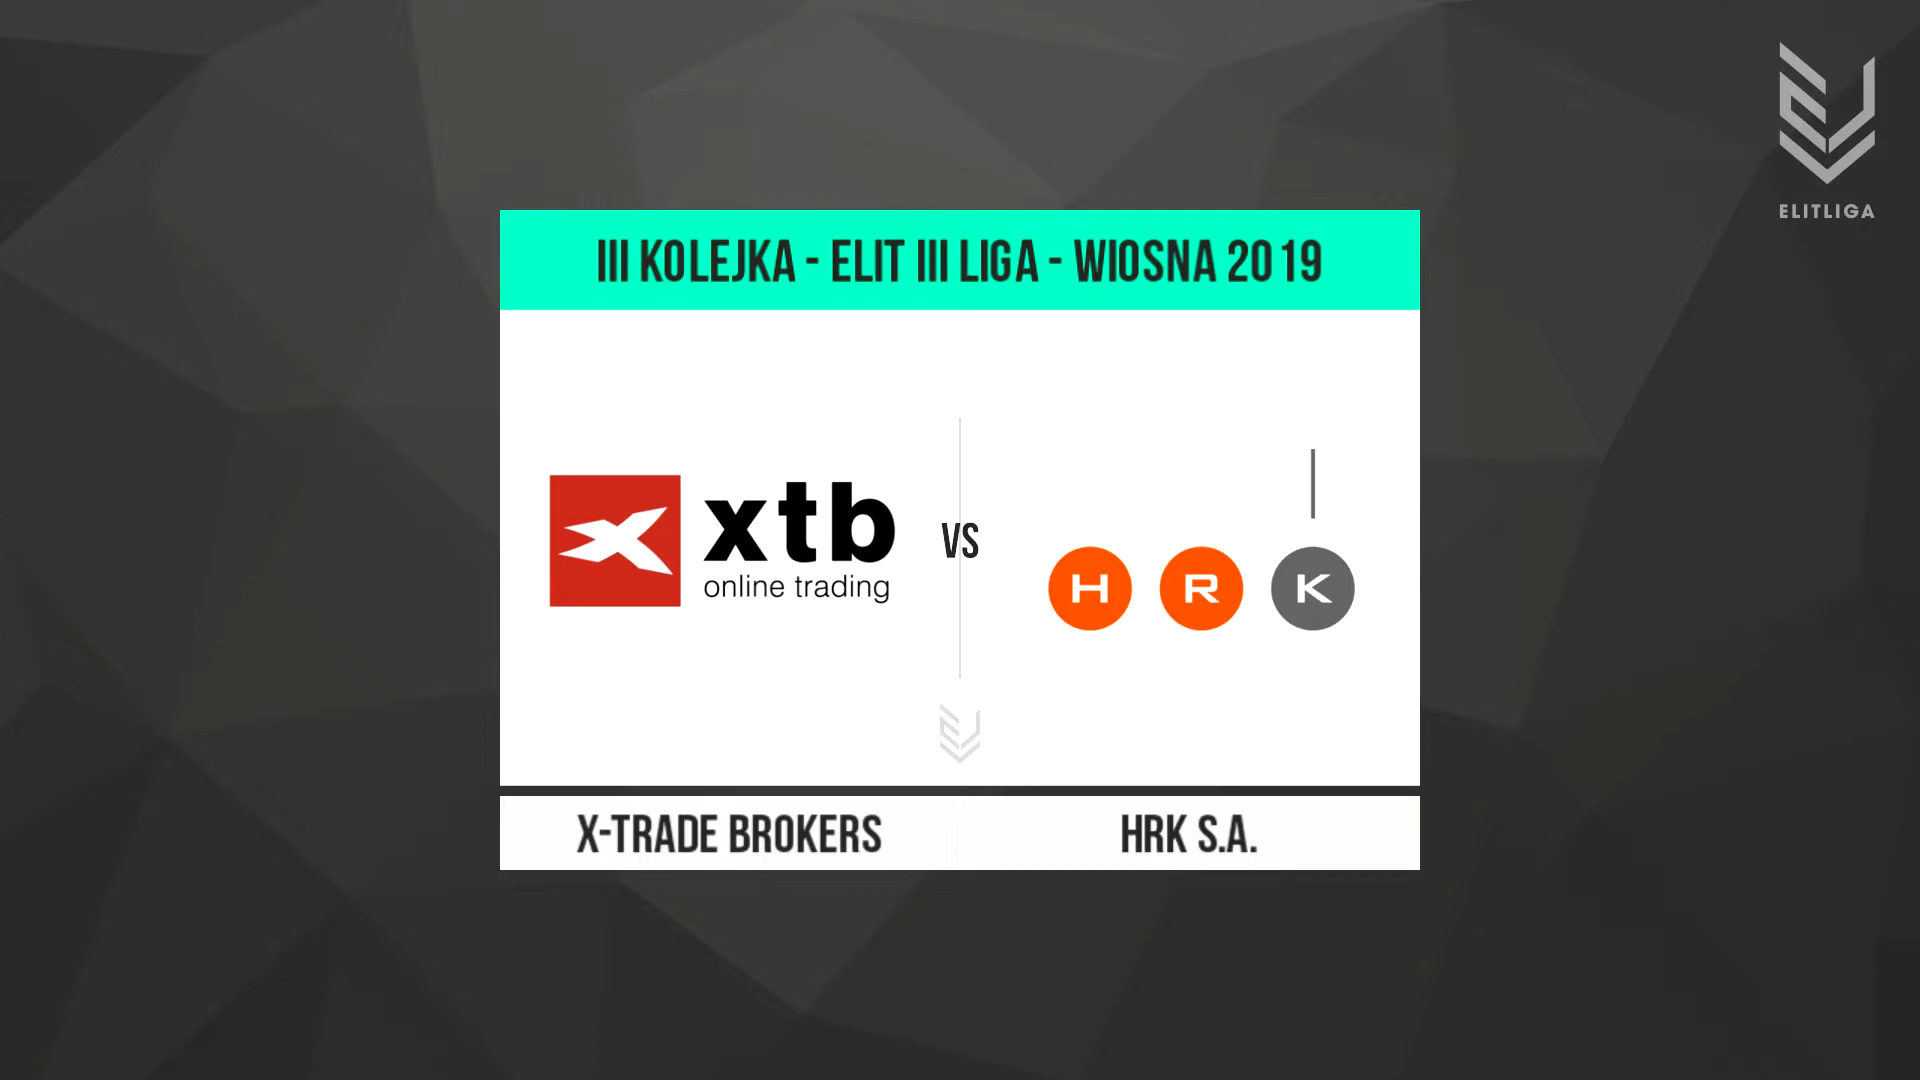 ELITLIGA
III KOLEJKA - ELIT III LIGA - WIOSNA 2019
xtb
online trading
VS
H R K
X-TRADE BROKERS
HRK S.A.